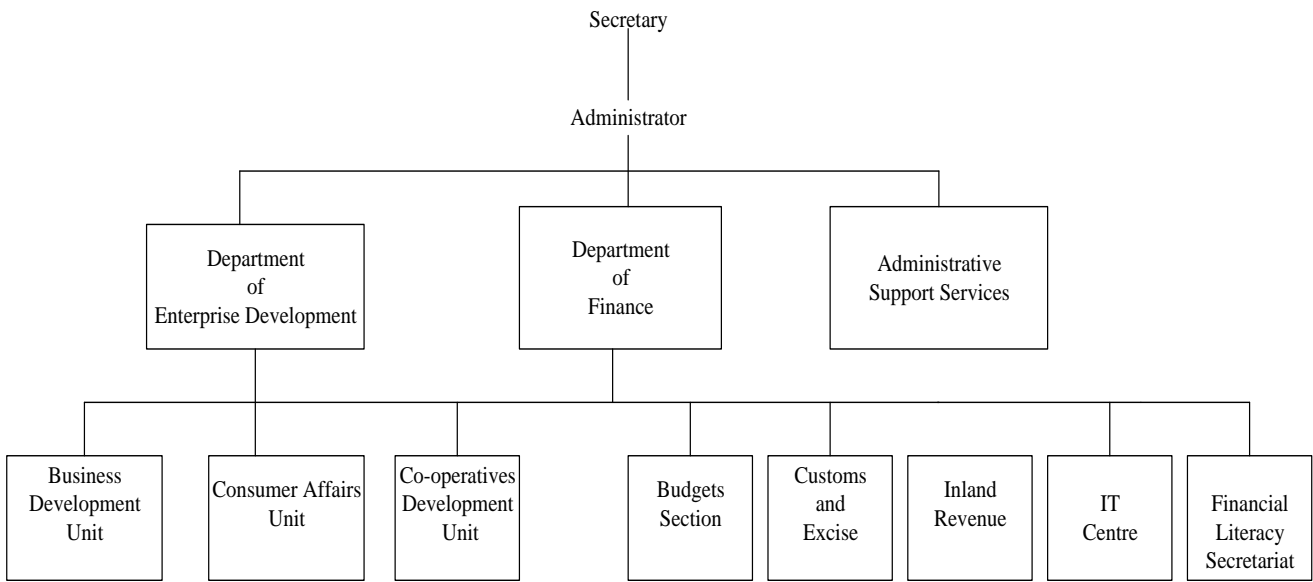 Secretary
Administrator
Department
of
Enterprise Development
Department
of
Finance
Administrative
Support Services
Business
Development
Unit
Consumer Affairs
Unit
Co-operatives
Development
Unit
Budgets
Section
Customs
and
Excise
Inland
Revenue
IT
Centre
Financial
Literacy
Secretariat